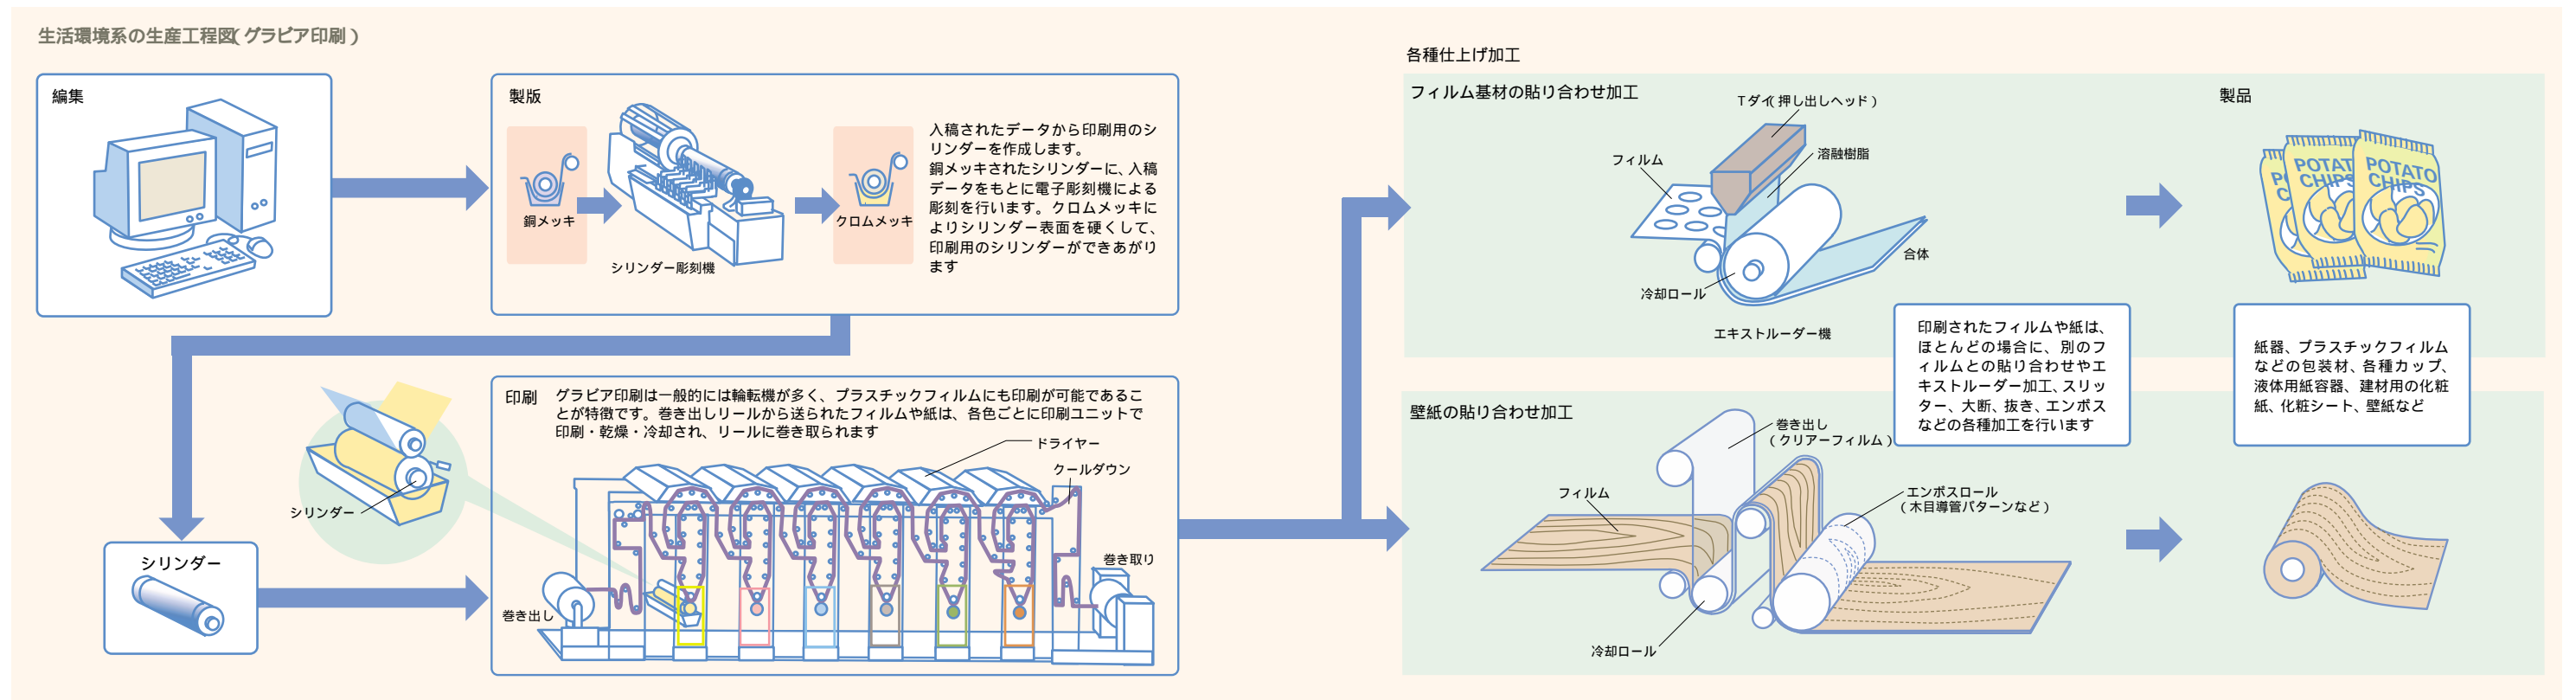 生活環境系の生産工程図(グラビア印刷)
編集
製版
銅メッキ
シリンダー彫刻機
クロムメッキ
入稿されたデータから印刷用のシ
リンダーを作成します。
銅メッキされたシリンダーに、入稿
データをもとに電子彫刻機による
彫刻を行います。クロムメッキに
よりシリンダー表面を硬くして、
印刷用のシリンダーができあがり
ます
シリンダー
シリンダー
印刷
グラビア印刷は一般的には輪転機が多く、プラスチックフィルムにも印刷が可能であるこ
とが特徴です。巻き出しリールから送られたフィルムや紙は、各色ごとに印刷ユニットで
印刷・乾燥・冷却され、リールに巻き取られます
ドライヤー
クールダウン
巻き取り
巻き出し
各種仕上げ加工
フィルム基材の貼り合わせ加工
Tダイ(押し出しヘッド)
フィルム
溶融樹脂
合体
冷却ロール
エキストルーダー機
製品
POTATO
CHIPS
POTATO
CHIPS
印刷されたフィルムや紙は、
ほとんどの場合に、別のフ
ィルムとの貼り合わせやエ
キストルーダー加工、スリッ
ター、大断、抜き、エンボス
などの各種加工を行います
紙器、プラスチックフィルム
などの包装材、各種カップ、
液体用紙容器、建材用の化粧
紙、化粧シート、壁紙など
壁紙の貼り合わせ加工
巻き出し
(クリアーフィルム)
フィルム
エンボスロール
(木目導管パターンなど)
冷却ロール